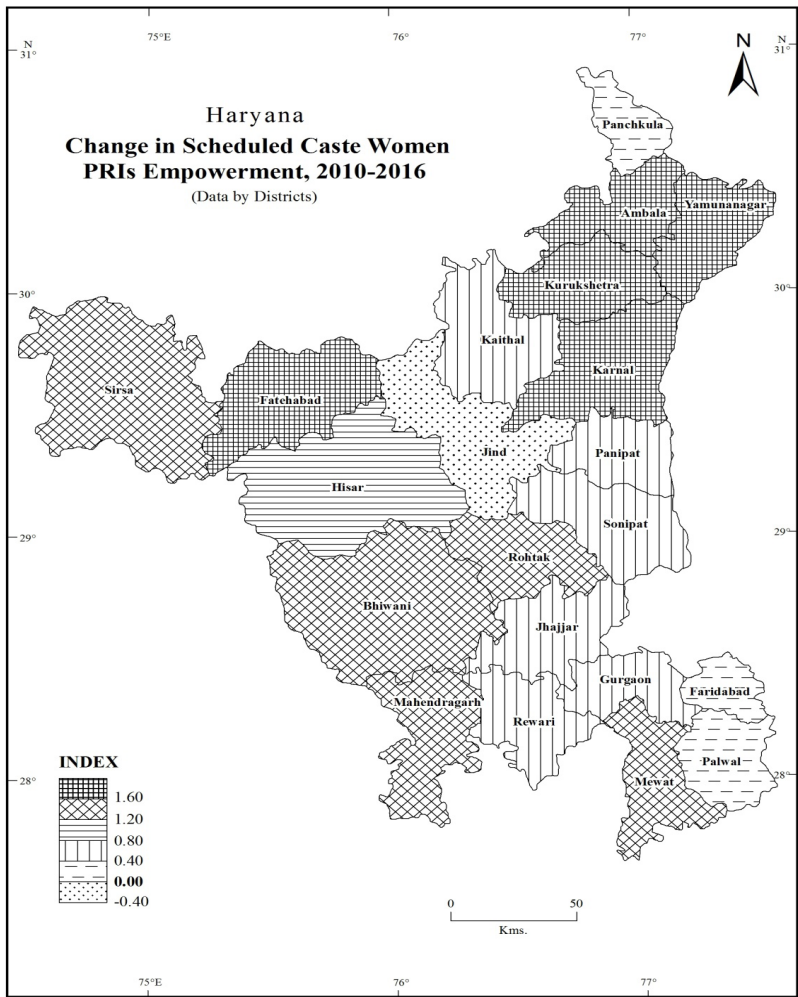 75°E 76° 77°
N N
31° 31°
N
Haryana
Change in Scheduled Caste Women
PRIs Empowerment, 2010-2016
(Data by Districts)
Panchkula
Ambala
Yamunanagar
Kurukshetra
30° 30°
Kaithal
Karnal
Sirsa
Fatehabad
Jind
Panipat
Hisar
Sonipat
29° 29°
Rohtak
Bhiwani
Jhajjar
Gurgaon
Faridabad
Mahendragarh
Rewari
Palwal
28° 28°
Mewat
INDEX
1.60
1.20
0.80
0.40
0.00
-0.40
0 50
Kms.
75°E 76° 77°